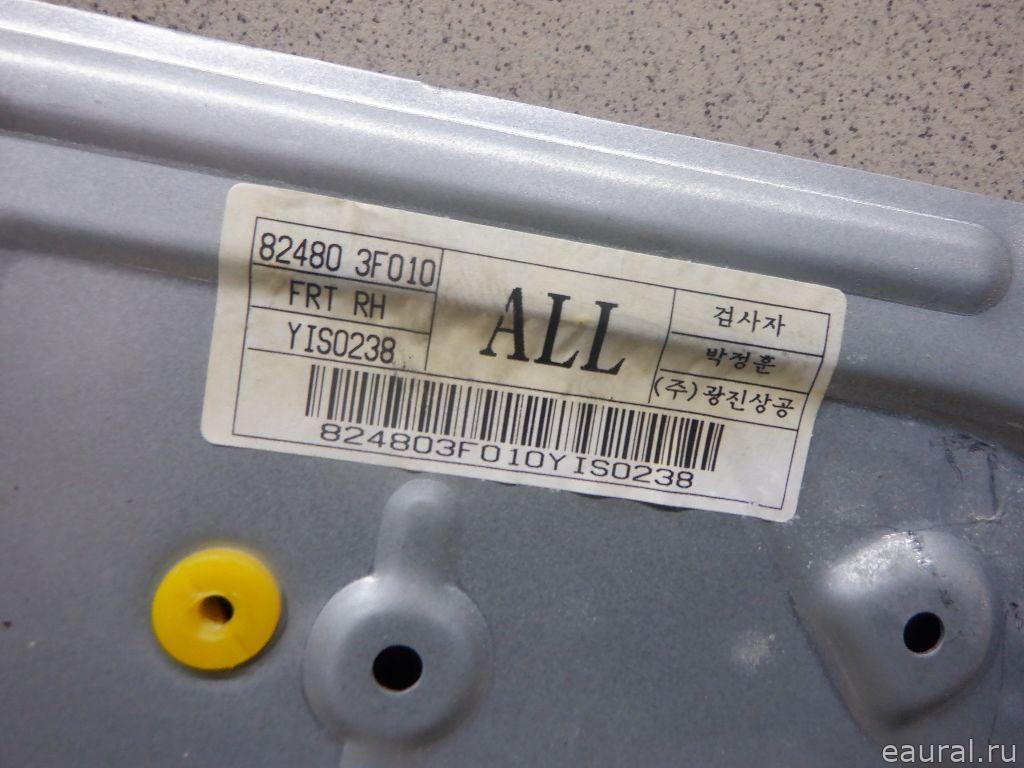 82480 3F010
FRT RH
YIS0238
ALL
검사자
박정훈
(주)광진상공
824803F010YIS0238
eaural.ru